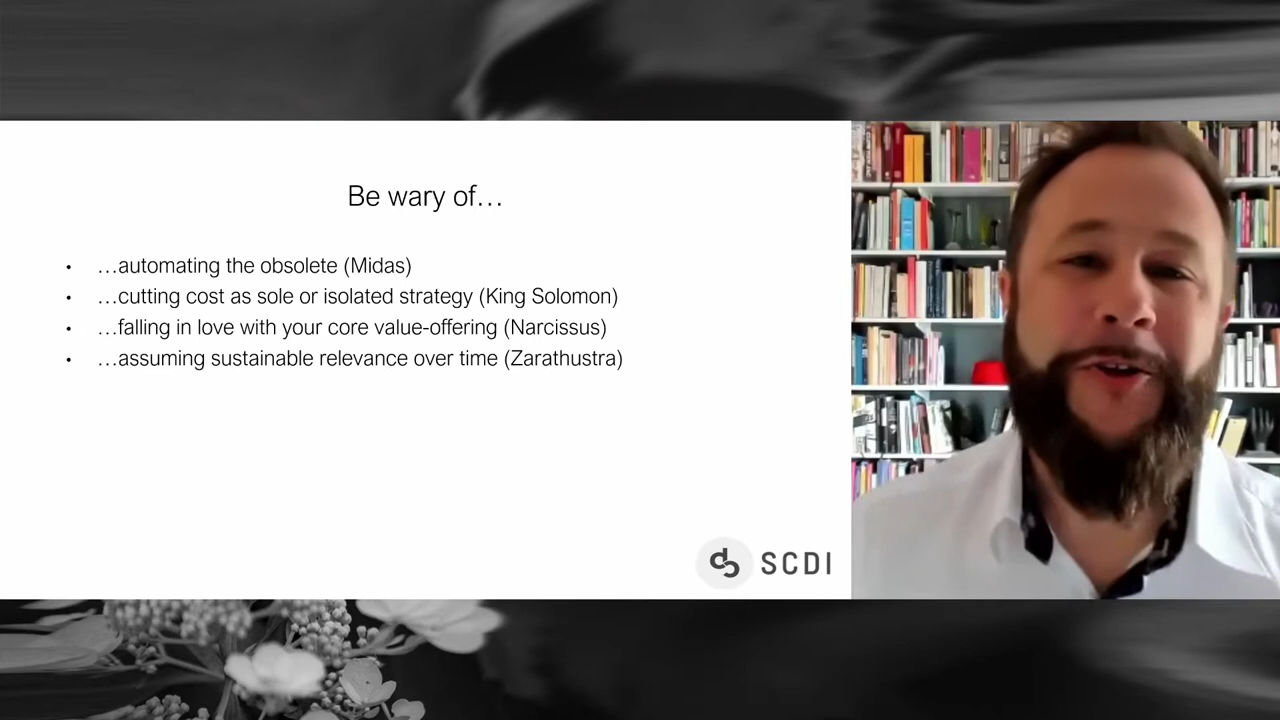 Be wary of…
• …automating the obsolete (Midas)
• …cutting cost as sole or isolated strategy (King Solomon)
• …falling in love with your core value-offering (Narcissus)
• …assuming sustainable relevance over time (Zarathustra)
SCDI